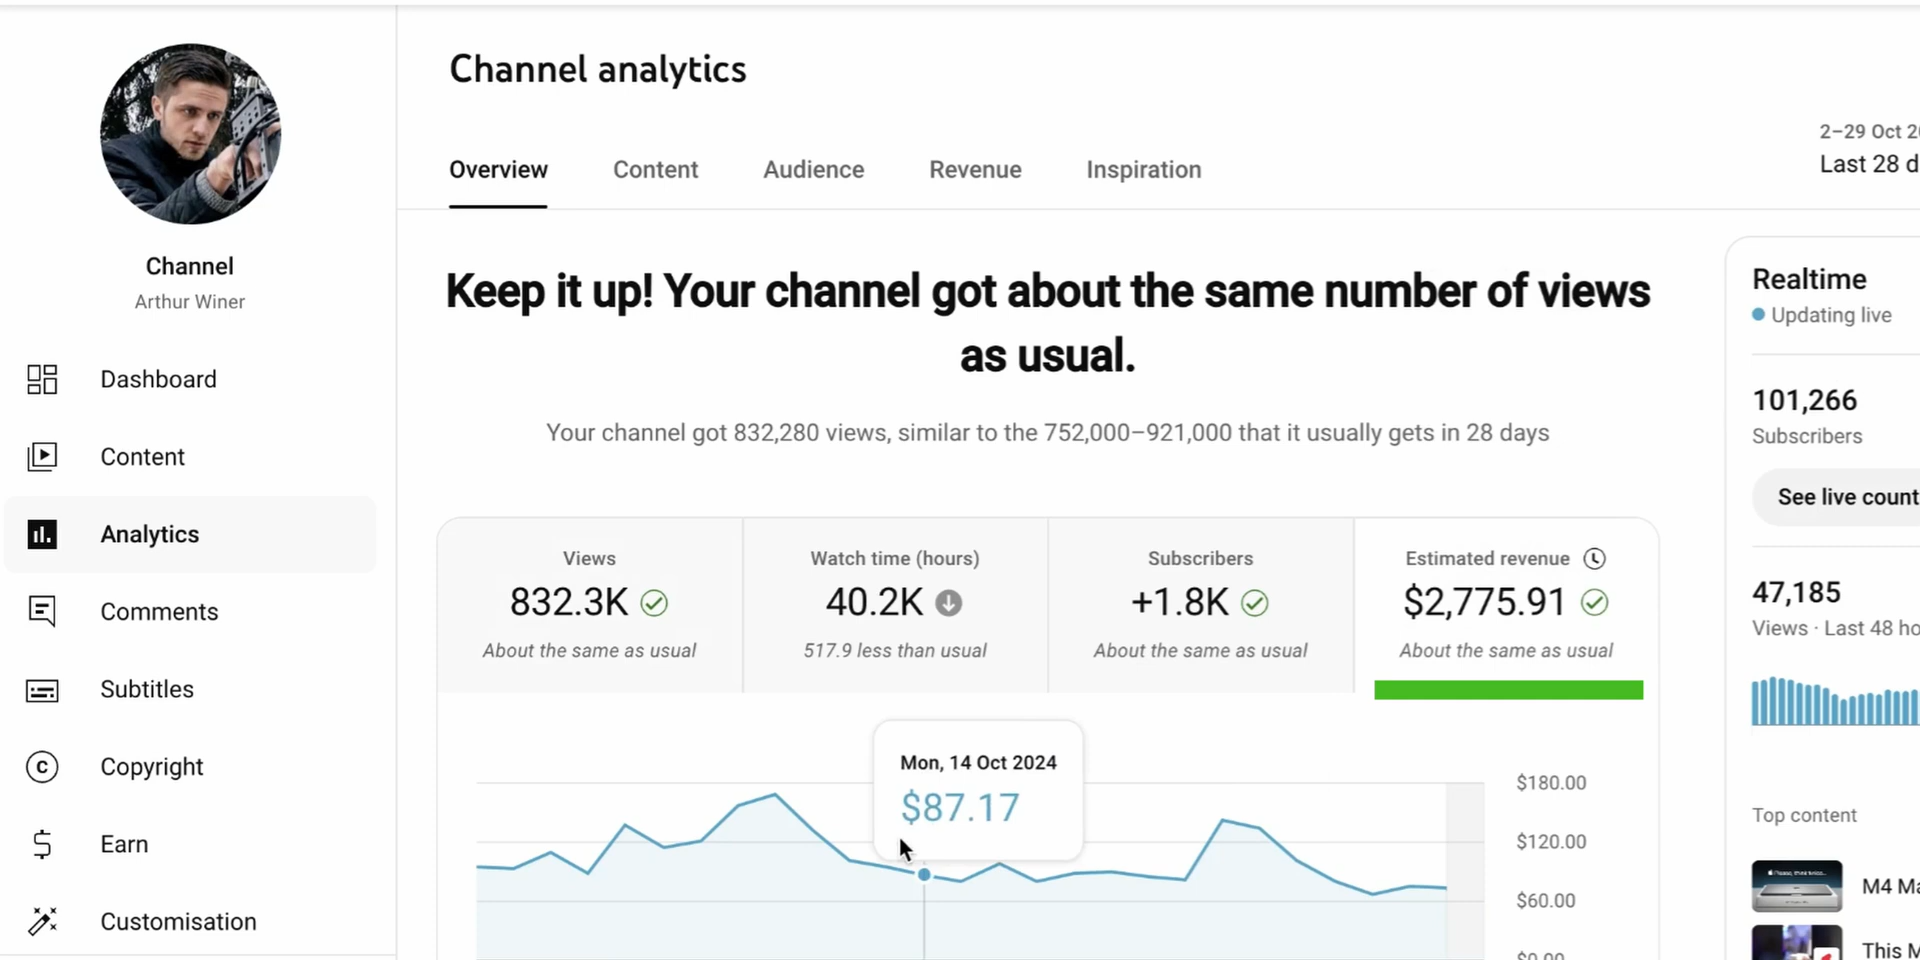 Channel analytics
Overview
Content
Audience
Revenue
Inspiration
2–29 Oct
Last 28
Channel
Arthur Winer
Dashboard
Content
Analytics
Comments
Subtitles
Copyright
Earn
Customisation
Keep it up! Your channel got about the same number of views
as usual.
Your channel got 832,280 views, similar to the 752,000–921,000 that it usually gets in 28 days
Views
832.3K
About the same as usual
Watch time (hours)
40.2K
517.9 less than usual
Subscribers
+1.8K
About the same as usual
Estimated revenue
$2,775.91
About the same as usual
Mon, 14 Oct 2024
$87.17
$180.00
$120.00
$60.00
Realtime
Updating live
101,266
Subscribers
See live count
47,185
Views · Last 48
Top content
M4
This